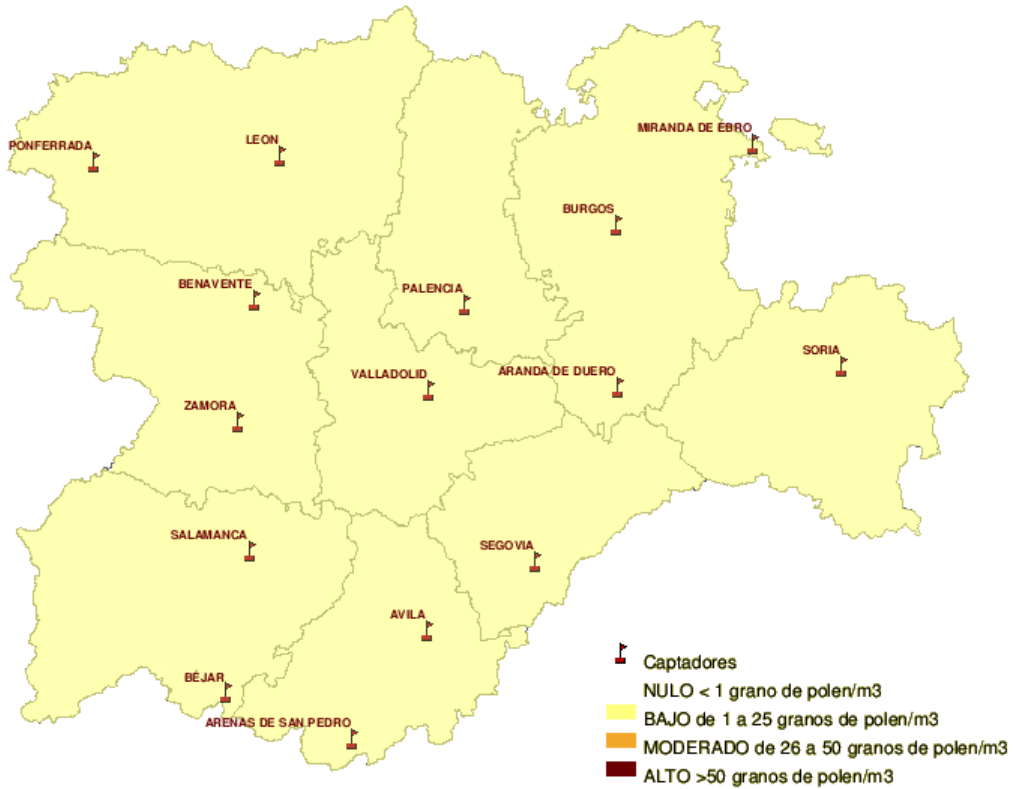 MIRANDA DE EBRO
PONFERRADA
LEON
BURGOS
BENAVENTE
PALENCIA
SORIA
VALLADOLID
ARANDA DE DUERO
ZAMORA
SALAMANCA
SEGOVIA
AVILA
BÉJAR
ARENAS DE SAN PEDRO
Captadores
NULO < 1 grano de polen/m3
BAJO de 1 a 25 granos de polen/m3
MODERADO de 26 a 50 granos de polen/m3
ALTO >50 granos de polen/m3